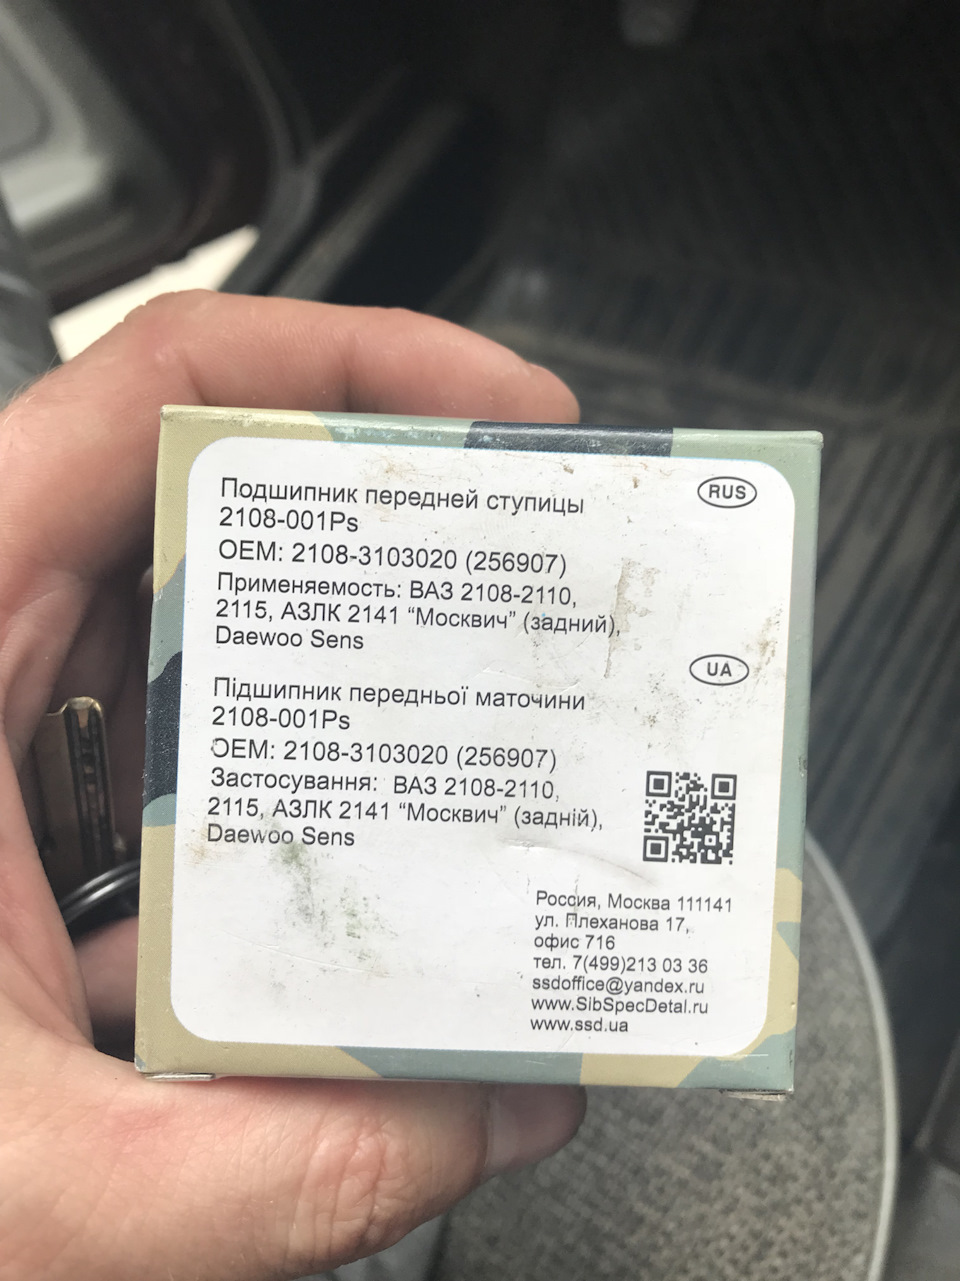 RUS
Подшипник передней ступицы
2108-001Ps
OEM: 2108-3103020 (256907)
Применяемость: ВАЗ 2108-2110,
2115, АЗЛК 2141 “Москвич” (задний),
Daewoo Sens
UA
Підшипник передньої маточини
2108-001Ps
OEM: 2108-3103020 (256907)
Застосування: ВАЗ 2108-2110,
2115, АЗЛК 2141 “Москвич” (задній),
Daewoo Sens
Россия, Москва 111141
ул. Плеханова 17,
офис 716
тел. 7(499)213 03 36
ssdoffice@yandex.ru
www.SibSpecDetal.ru
www.ssd.ua